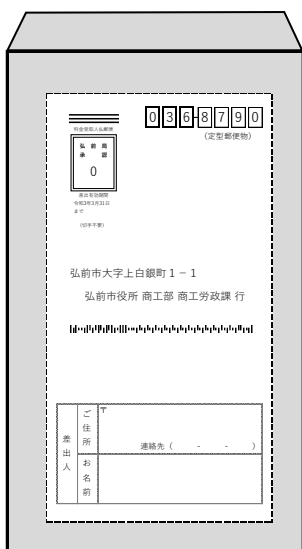 料金受取人払郵便
036-8790
(定型郵便物)
弘前局
承認
0
差出有効期間
令和3年3月31日
まで
(切手不要)
弘前市大字上白銀町1－1
弘前市役所 商工部 商工労政課 行
差出人
ご住所
〒
連絡先（ - - ）
お名前